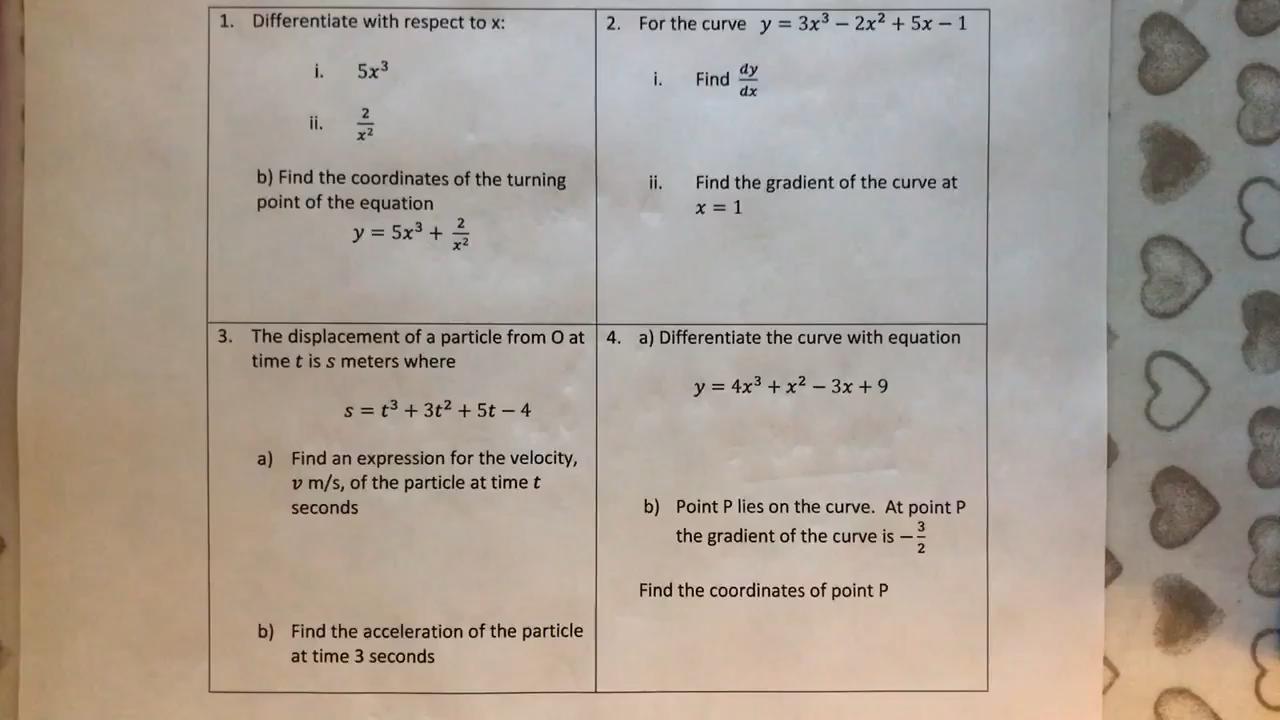 1. Differentiate with respect to x:
i. 5x³
ii. 2/x²
b) Find the coordinates of the turning
point of the equation
y = 5x³ + 2/x²
2. For the curve y = 3x³ − 2x² + 5x − 1
i. Find dy/dx
ii. Find the gradient of the curve at
x = 1
3. The displacement of a particle from O at
time t is s meters where
s = t³ + 3t² + 5t − 4
a) Find an expression for the velocity,
v m/s, of the particle at time t
seconds
b) Find the acceleration of the particle
at time 3 seconds
4. a) Differentiate the curve with equation
y = 4x³ + x² − 3x + 9
b) Point P lies on the curve. At point P
the gradient of the curve is −3/2
Find the coordinates of point P